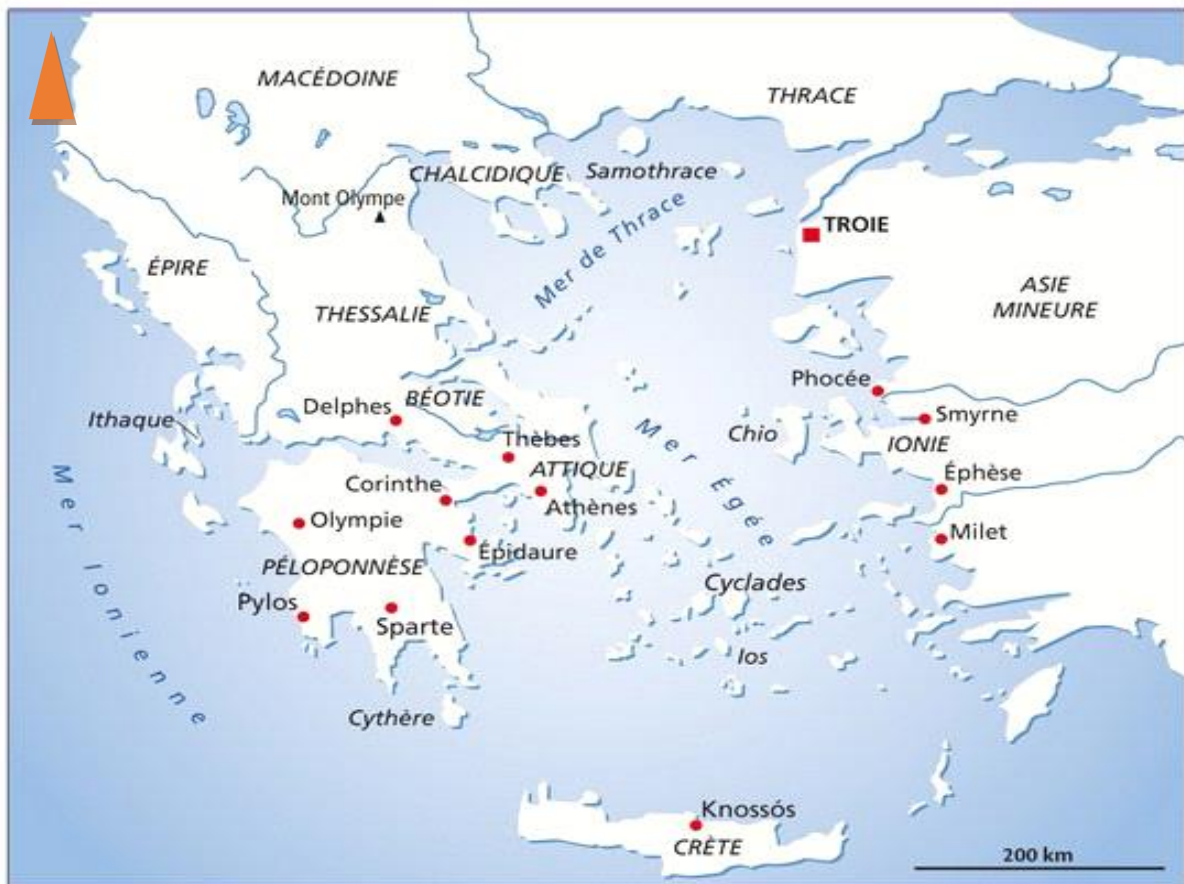 MACÉDOINE
THRACE
CHALCIDIQUE
Samothrace
Mont Olympe
Mer de Thrace
TROIE
ÉPIRE
ASIE
MINEURE
THESSALIE
Phocée
BÉOTIE
Delphes
Ithaque
Smyrne
Chio
Mer Égée
IONIE
Thèbes
ATTIQUE
Éphèse
Corinthe
Athènes
Olympie
Milet
Épidaure
PÉLOPONNÈSE
Mer Ionienne
Cyclades
Pylos
Sparte
Ios
Cythère
Knossós
CRÈTE
200 km